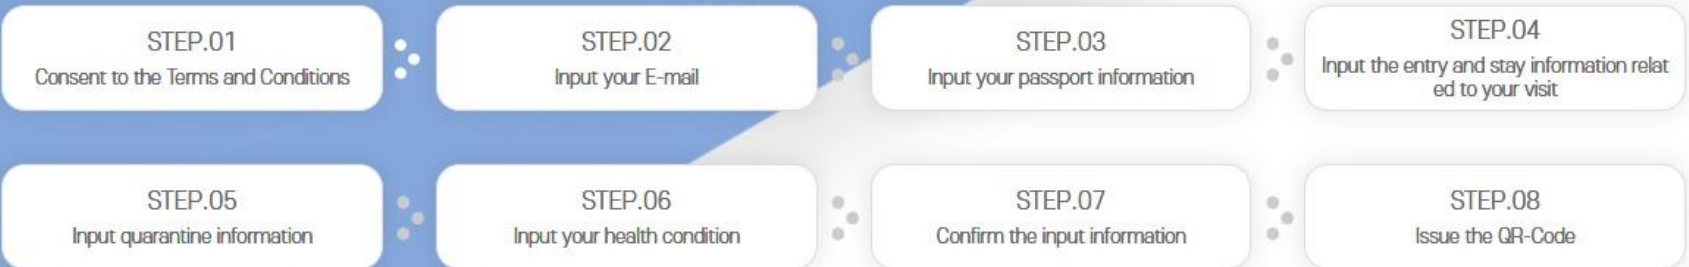 STEP.01
Consent to the Terms and Conditions
STEP.02
Input your E-mail
STEP.03
Input your passport information
STEP.04
Input the entry and stay information relat
ed to your visit
STEP.05
Input quarantine information
STEP.06
Input your health condition
STEP.07
Confirm the input information
STEP.08
Issue the QR-Code